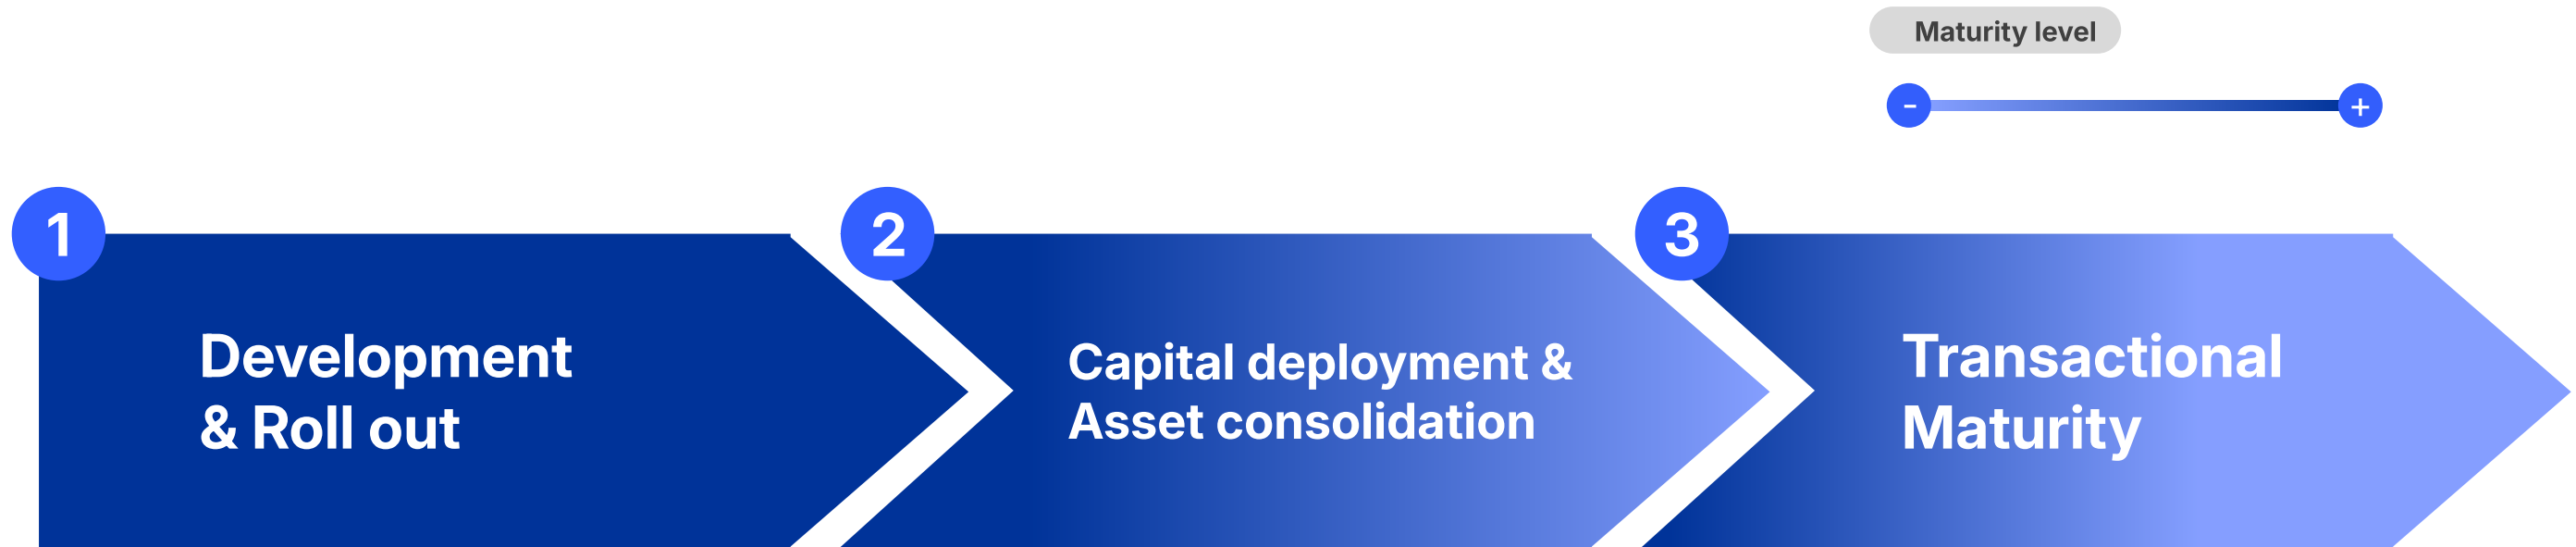 Maturity level
-
+
1
2
3
Development
& Roll out
Capital deployment &
Asset consolidation
Transactional
Maturity